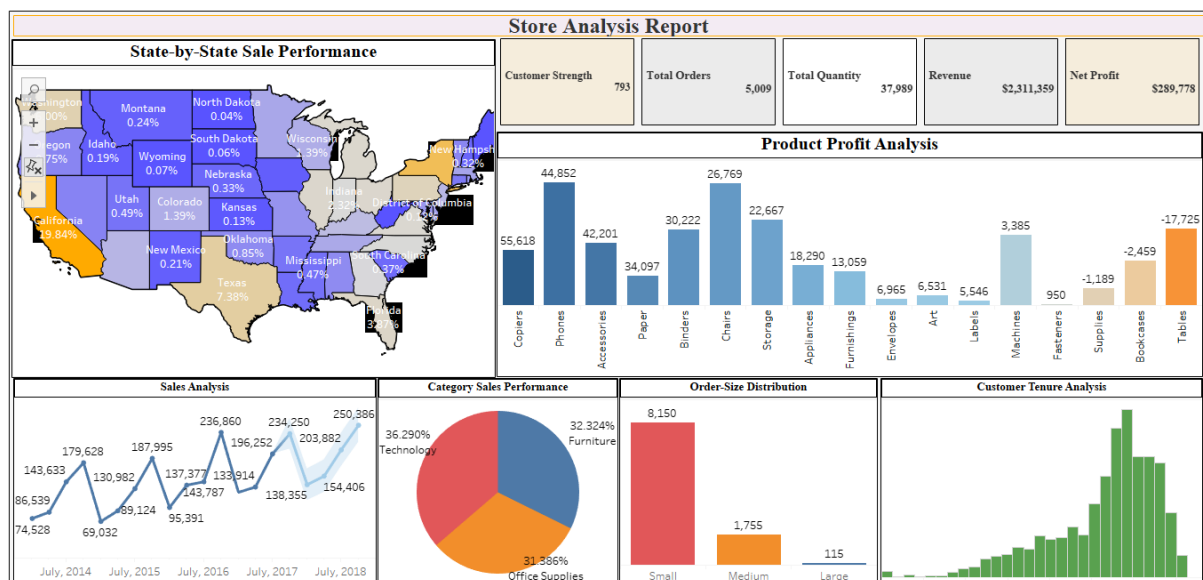 Store Analysis Report
State-by-State Sale Performance
Customer Strength
793
Total Orders
5,009
Total Quantity
37,989
Revenue
$2,311,359
Net Profit
$289,778
Washington
Montana
0.24%
North Dakota
0.04%
Wisconsin
1.39%
Idaho
0.19%
South Dakota
0.06%
New Hampsh
0.32%
Wyoming
0.07%
Nebraska
0.33%
Utah
0.49%
Colorado
1.39%
Kansas
0.13%
Indiana
2.32%
District of Columbia
California
19.84%
New Mexico
0.21%
Oklahoma
0.85%
Mississippi
0.47%
South Carolina
0.37%
Texas
7.38%
Florida
3.87%
Product Profit Analysis
55,618
44,852
42,201
34,097
30,222
26,769
22,667
18,290
13,059
6,965
6,531
5,546
3,385
950
-1,189
-2,459
-17,725
Copiers
Phones
Accessories
Paper
Binders
Chairs
Storage
Appliances
Furnishings
Envelopes
Art
Labels
Machines
Fasteners
Supplies
Bookcases
Tables
Sales Analysis
74,528
86,539
143,633
179,628
69,032
89,124
130,982
187,995
95,391
137,377
143,787
236,860
133,914
196,252
234,250
138,355
154,406
203,882
250,386
July, 2014
July, 2015
July, 2016
July, 2017
July, 2018
Category Sales Performance
36.290%
Technology
32.324%
Furniture
31.386%
Office Supplies
Order-Size Distribution
8,150
1,755
115
Small
Medium
Large
Customer Tenure Analysis